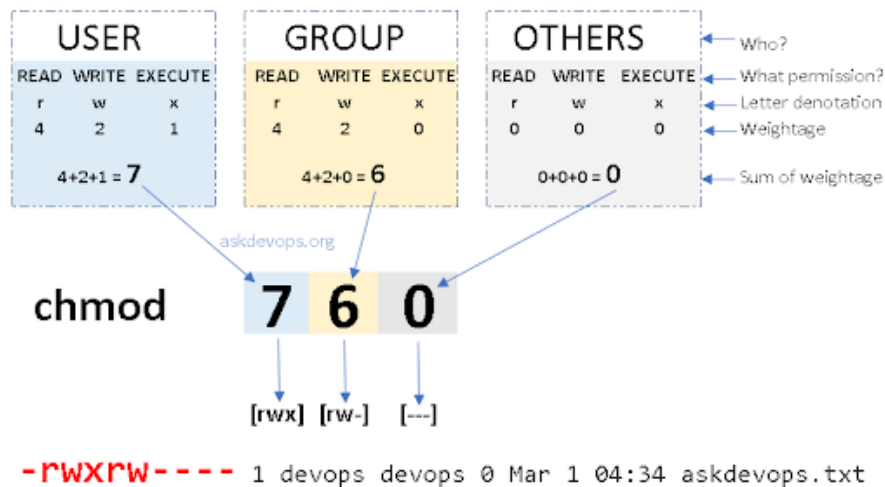 USER GROUP OTHERS Who?
READ WRITE EXECUTE READ WRITE EXECUTE READ WRITE EXECUTE What permission?
r w x r w x r w x Letter denotation
4 2 1 4 2 0 0 0 0 Weightage
4+2+1 = 7 4+2+0 = 6 0+0+0 = 0 Sum of weightage
askdevops.org
chmod 7 6 0
[rwx] [rw-] [---]
-rwxrw---- 1 devops devops 0 Mar 1 04:34 askdevops.txt